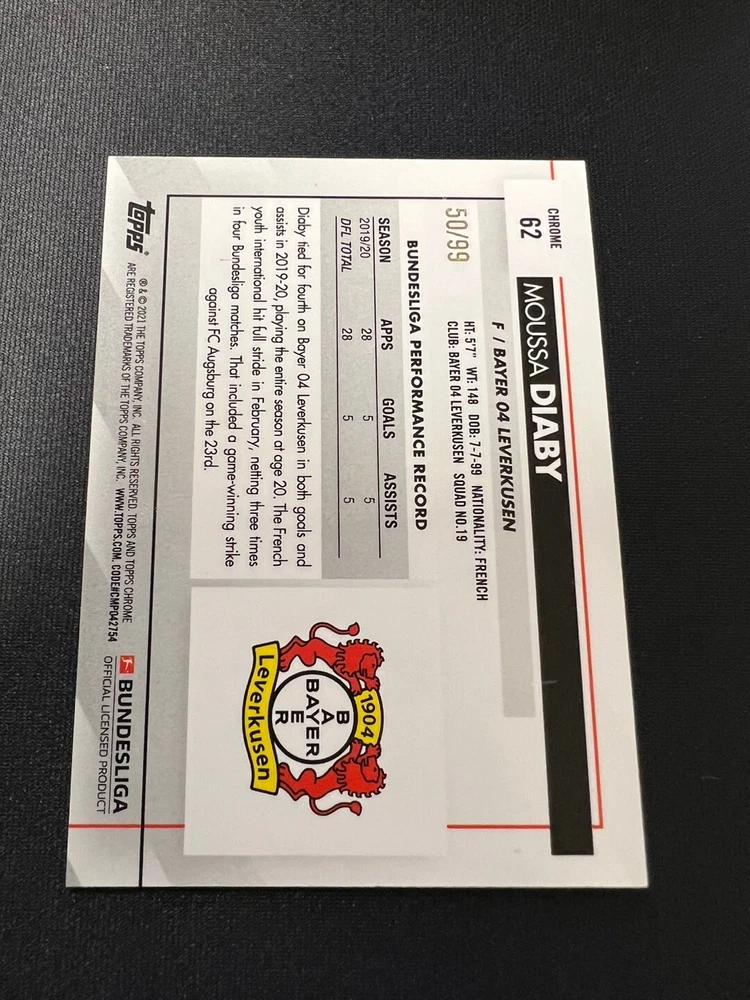 CHROME
62
MOUSSA DIABY
F / BAYER 04 LEVERKUSEN
HT: 5'7" WT: 148 DOB: 7-7-99 NATIONALITY: FRENCH
CLUB: BAYER 04 LEVERKUSEN SQUAD NO. 19
50/99
BUNDESLIGA PERFORMANCE RECORD
SEASON APPS GOALS ASSISTS
2019/20 28 5 5
DFL TOTAL 28 5 5
Diaby tied for fourth on Bayer 04 Leverkusen in both goals and
assists in 2019-20, playing the entire season at age 20. The French
youth international hit full stride in February, netting three times
in four Bundesliga matches. That included a game-winning strike
against FC Augsburg on the 23rd.
1904
BAYER
BAYER
Leverkusen
topps®
® & © 2021 THE TOPPS COMPANY, INC. ALL RIGHTS RESERVED. TOPPS AND TOPPS CHROME
ARE REGISTERED TRADEMARKS OF THE TOPPS COMPANY, INC. WWW.TOPPS.COM. CODE#CMP042754
BUNDESLIGA
OFFICIAL LICENSED PRODUCT